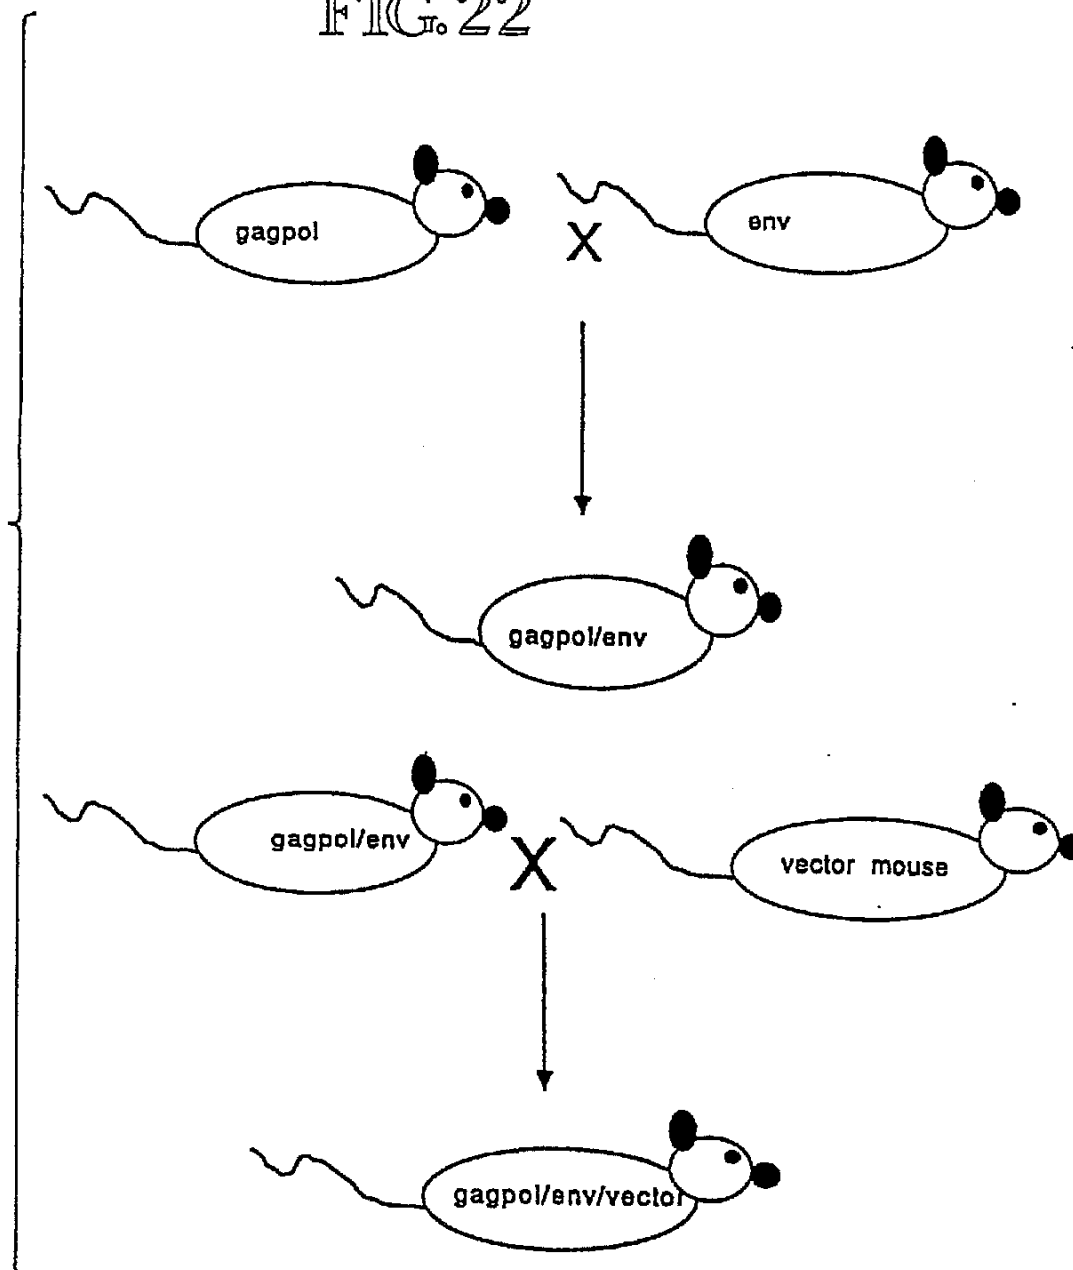 FIG. 22
gagpol
X
env
gagpol/env
gagpol/env
X
vector mouse
gagpol/env/vector